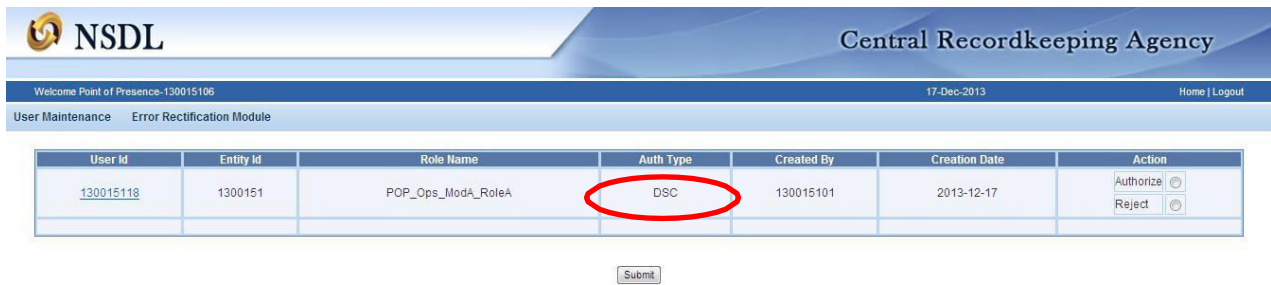 NSDL
Central Recordkeeping Agency
Welcome Point of Presence-130015106 17-Dec-2013 Home | Logout
User Maintenance Error Rectification Module
User Id Entity Id Role Name Auth Type Created By Creation Date Action
130015118 1300151 POP_Ops_ModA_RoleA DSC 130015101 2013-12-17 Authorize
Reject
Submit